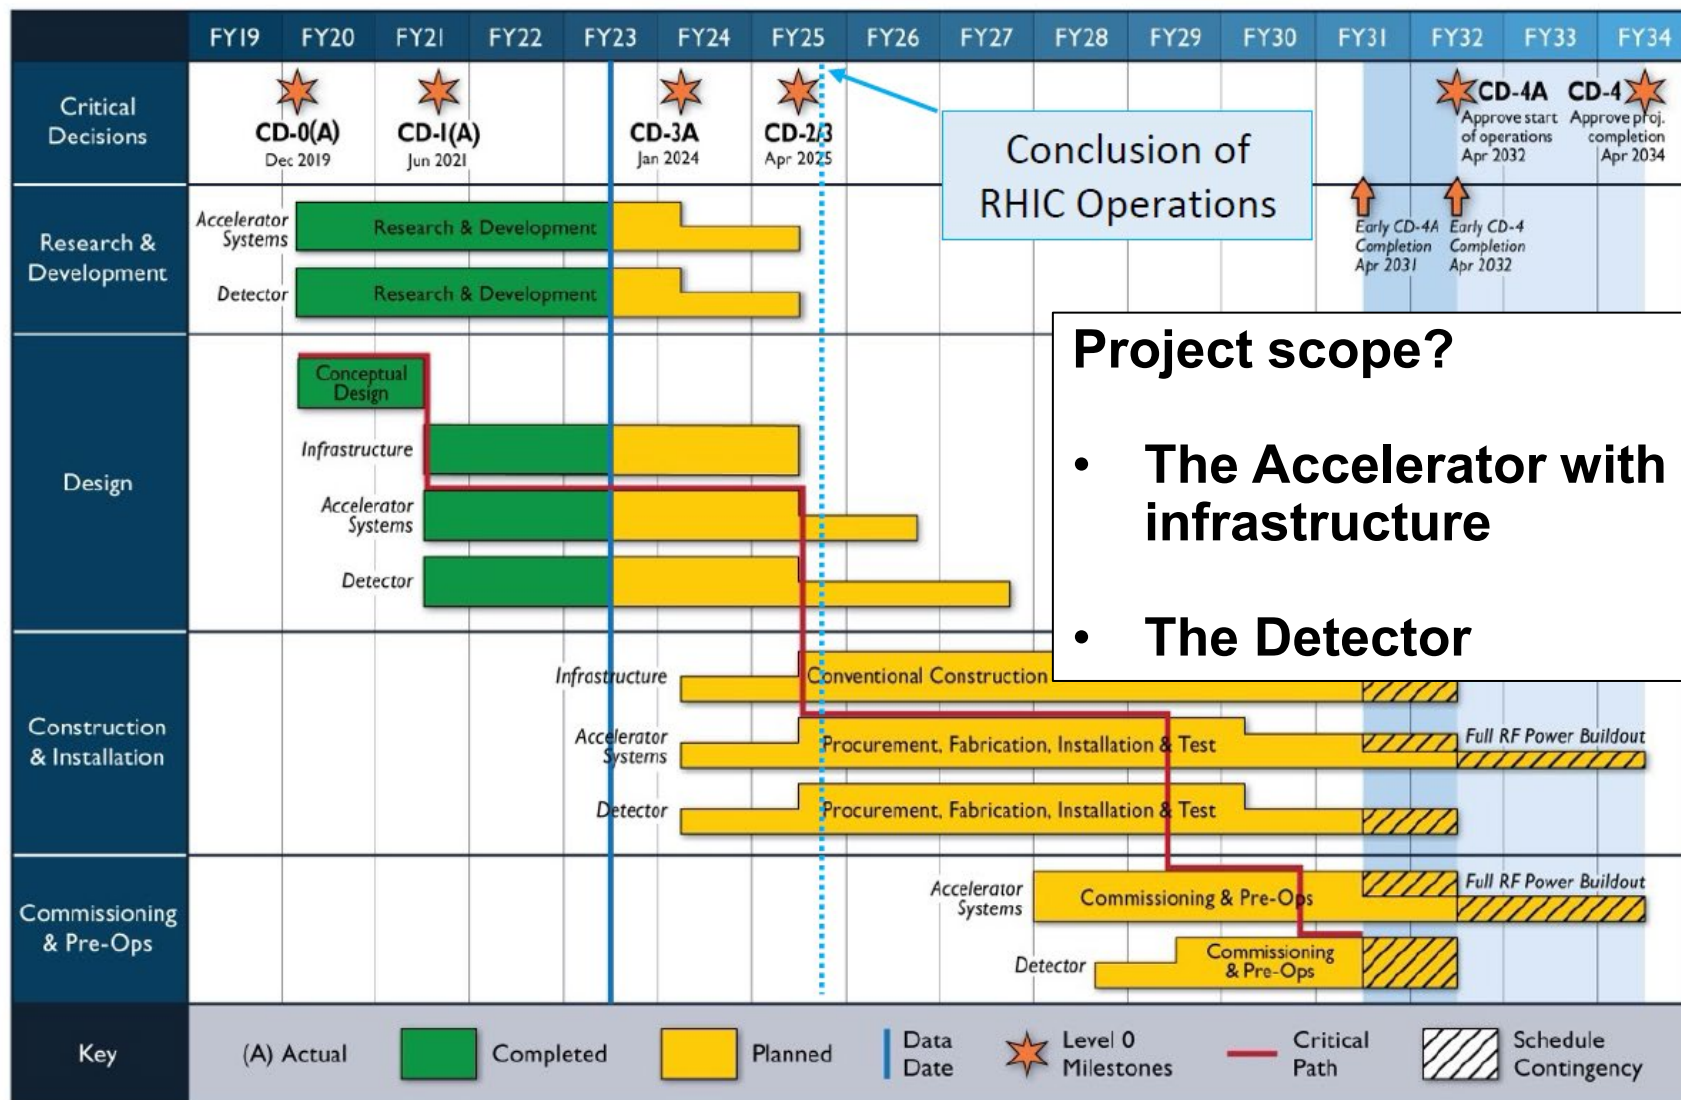 FY19 FY20 FY21 FY22 FY23 FY24 FY25 FY26 FY27 FY28 FY29 FY30 FY31 FY32 FY33 FY34
Critical
Decisions
CD-0(A)
Dec 2019
CD-1(A)
Jun 2021
CD-3A
Jan 2024
CD-2/3
Apr 2025
Conclusion of
RHIC Operations
CD-4A
Approve start
of operations
Apr 2032
CD-4
Approve proj.
completion
Apr 2034
Research &
Development
Accelerator
Systems
Research & Development
Detector
Research & Development
Early CD-4A
Completion
Apr 2031
Early CD-4
Completion
Apr 2032
Project scope?
• The Accelerator with
infrastructure
• The Detector
Design
Conceptual
Design
Infrastructure
Accelerator
Systems
Detector
Construction
& Installation
Infrastructure
Conventional Construction
Accelerator
Systems
Procurement, Fabrication, Installation & Test
Full RF Power Buildout
Detector
Procurement, Fabrication, Installation & Test
Commissioning
& Pre-Ops
Accelerator
Systems
Commissioning & Pre-Ops
Full RF Power Buildout
Detector
Commissioning
& Pre-Ops
Key
(A) Actual
Completed
Planned
Data
Date
Level 0
Milestones
Critical
Path
Schedule
Contingency